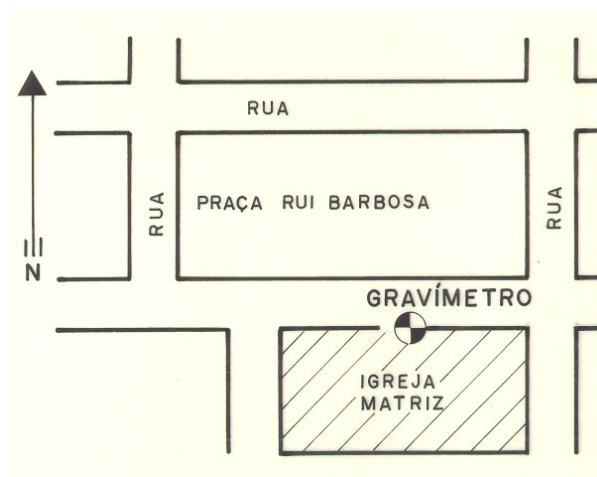 RUA
RUA
PRAÇA RUI BARBOSA
RUA
N
GRAVÍMETRO
IGREJA
MATRIZ